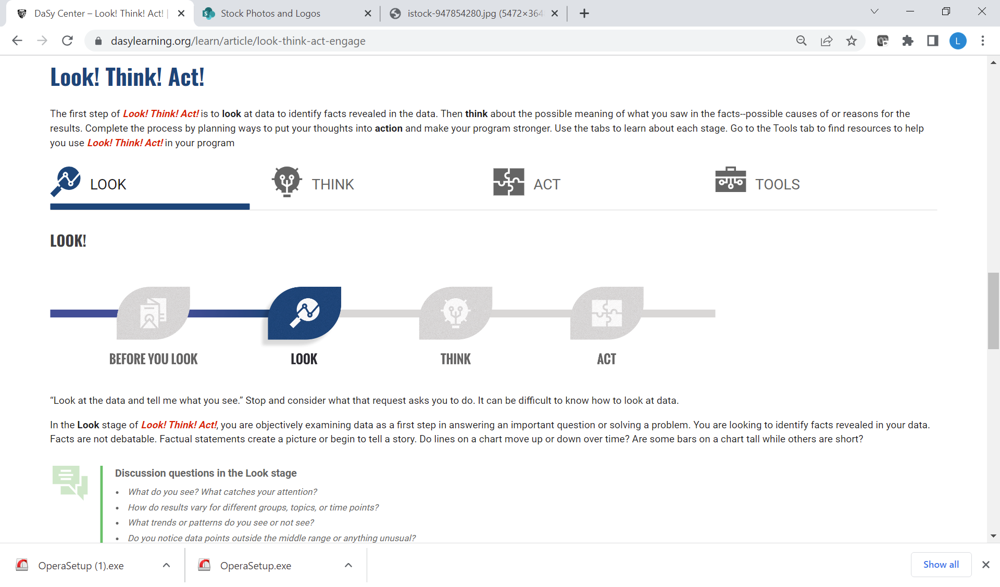 DaSy Center – Look! Think! Act! |
Stock Photos and Logos
istock-947854280.jpg (5472×364
dasylearning.org/learn/article/look-think-act-engage
L
Look! Think! Act!
The first step of Look! Think! Act! is to look at data to identify facts revealed in the data. Then think about the possible meaning of what you saw in the facts--possible causes of or reasons for the
results. Complete the process by planning ways to put your thoughts into action and make your program stronger. Use the tabs to learn about each stage. Go to the Tools tab to find resources to help
you use Look! Think! Act! in your program
LOOK
THINK
ACT
TOOLS
LOOK!
BEFORE YOU LOOK
LOOK
THINK
ACT
“Look at the data and tell me what you see.” Stop and consider what that request asks you to do. It can be difficult to know how to look at data.
In the Look stage of Look! Think! Act!, you are objectively examining data as a first step in answering an important question or solving a problem. You are looking to identify facts revealed in your data.
Facts are not debatable. Factual statements create a picture or begin to tell a story. Do lines on a chart move up or down over time? Are some bars on a chart tall while others are short?
Discussion questions in the Look stage
• What do you see? What catches your attention?
• How do results vary for different groups, topics, or time points?
• What trends or patterns do you see or not see?
• Do you notice data points outside the middle range or anything unusual?
OperaSetup (1).exe
OperaSetup.exe
Show all